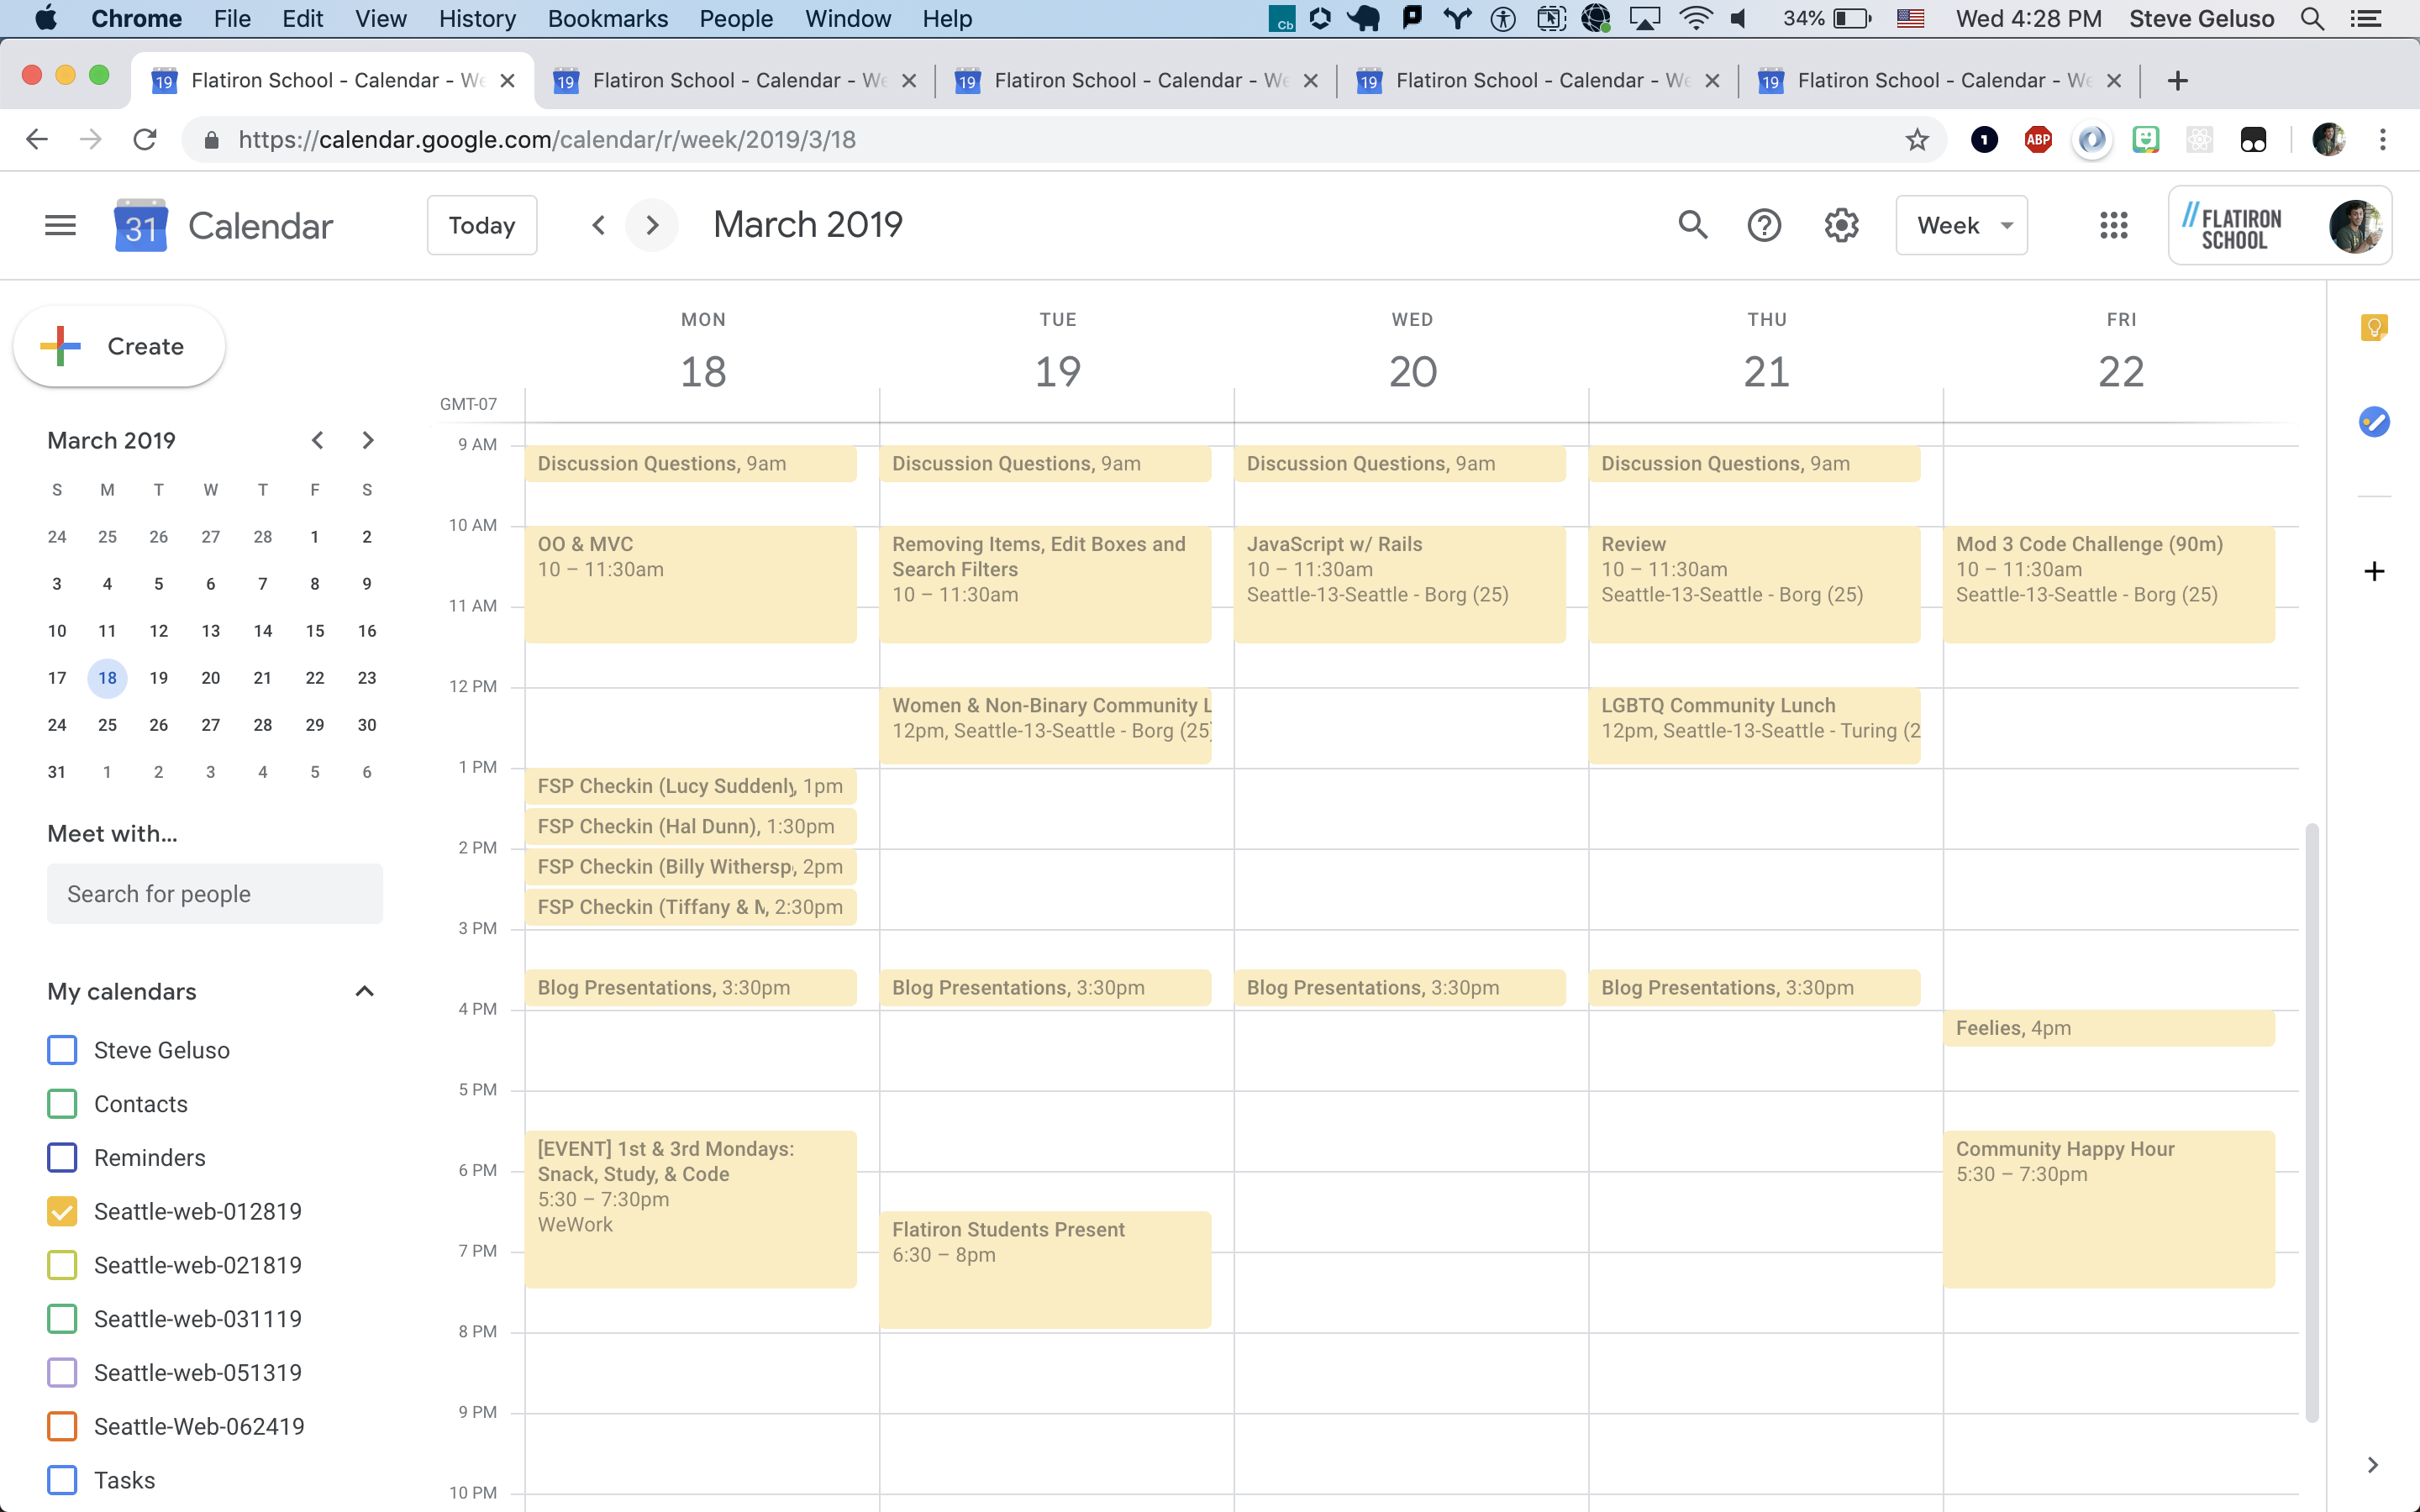 Chrome File Edit View History Bookmarks People Window Help Cb 34% Wed 4:28 PM Steve Geluso
19 Flatiron School - Calendar - We 19 Flatiron School - Calendar - We 19 Flatiron School - Calendar - We 19 Flatiron School - Calendar - We 19 Flatiron School - Calendar - We
https://calendar.google.com/calendar/r/week/2019/3/18 1 ABP
31 Calendar Today March 2019 Week FLATIRON SCHOOL
Create
March 2019
S M T W T F S
24 25 26 27 28 1 2
3 4 5 6 7 8 9
10 11 12 13 14 15 16
17 18 19 20 21 22 23
24 25 26 27 28 29 30
31 1 2 3 4 5 6
Meet with...
Search for people
My calendars
Steve Geluso
Contacts
Reminders
Seattle-web-012819
Seattle-web-021819
Seattle-web-031119
Seattle-web-051319
Seattle-Web-062419
Tasks
GMT-07
9 AM
10 AM
11 AM
12 PM
1 PM
2 PM
3 PM
4 PM
5 PM
6 PM
7 PM
8 PM
9 PM
10 PM
MON
18
Discussion Questions, 9am
OO & MVC
10 – 11:30am
FSP Checkin (Lucy Suddenly, 1pm
FSP Checkin (Hal Dunn), 1:30pm
FSP Checkin (Billy Withersp, 2pm
FSP Checkin (Tiffany & M, 2:30pm
Blog Presentations, 3:30pm
[EVENT] 1st & 3rd Mondays:
Snack, Study, & Code
5:30 – 7:30pm
WeWork
TUE
19
Discussion Questions, 9am
Removing Items, Edit Boxes and
Search Filters
10 – 11:30am
Women & Non-Binary Community L
12pm, Seattle-13-Seattle - Borg (25)
Blog Presentations, 3:30pm
Flatiron Students Present
6:30 – 8pm
WED
20
Discussion Questions, 9am
JavaScript w/ Rails
10 – 11:30am
Seattle-13-Seattle - Borg (25)
Blog Presentations, 3:30pm
THU
21
Discussion Questions, 9am
Review
10 – 11:30am
Seattle-13-Seattle - Borg (25)
LGBTQ Community Lunch
12pm, Seattle-13-Seattle - Turing (2
Blog Presentations, 3:30pm
FRI
22
Mod 3 Code Challenge (90m)
10 – 11:30am
Seattle-13-Seattle - Borg (25)
Feelies, 4pm
Community Happy Hour
5:30 – 7:30pm